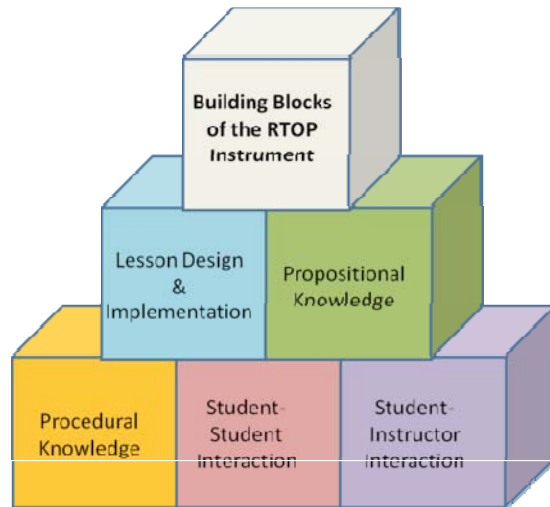 Building Blocks
of the RTOP
Instrument
Lesson Design
&
Implementation
Propositional
Knowledge
Procedural
Knowledge
Student-
Student
Interaction
Student-
Instructor
Interaction